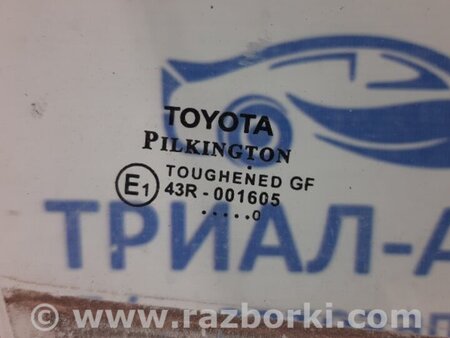 TOYOTA
PILKINGTON
TOUGHENED GF
E1 43R - 001605
.....0
ТРИАЛ-А
© www.razborki.com